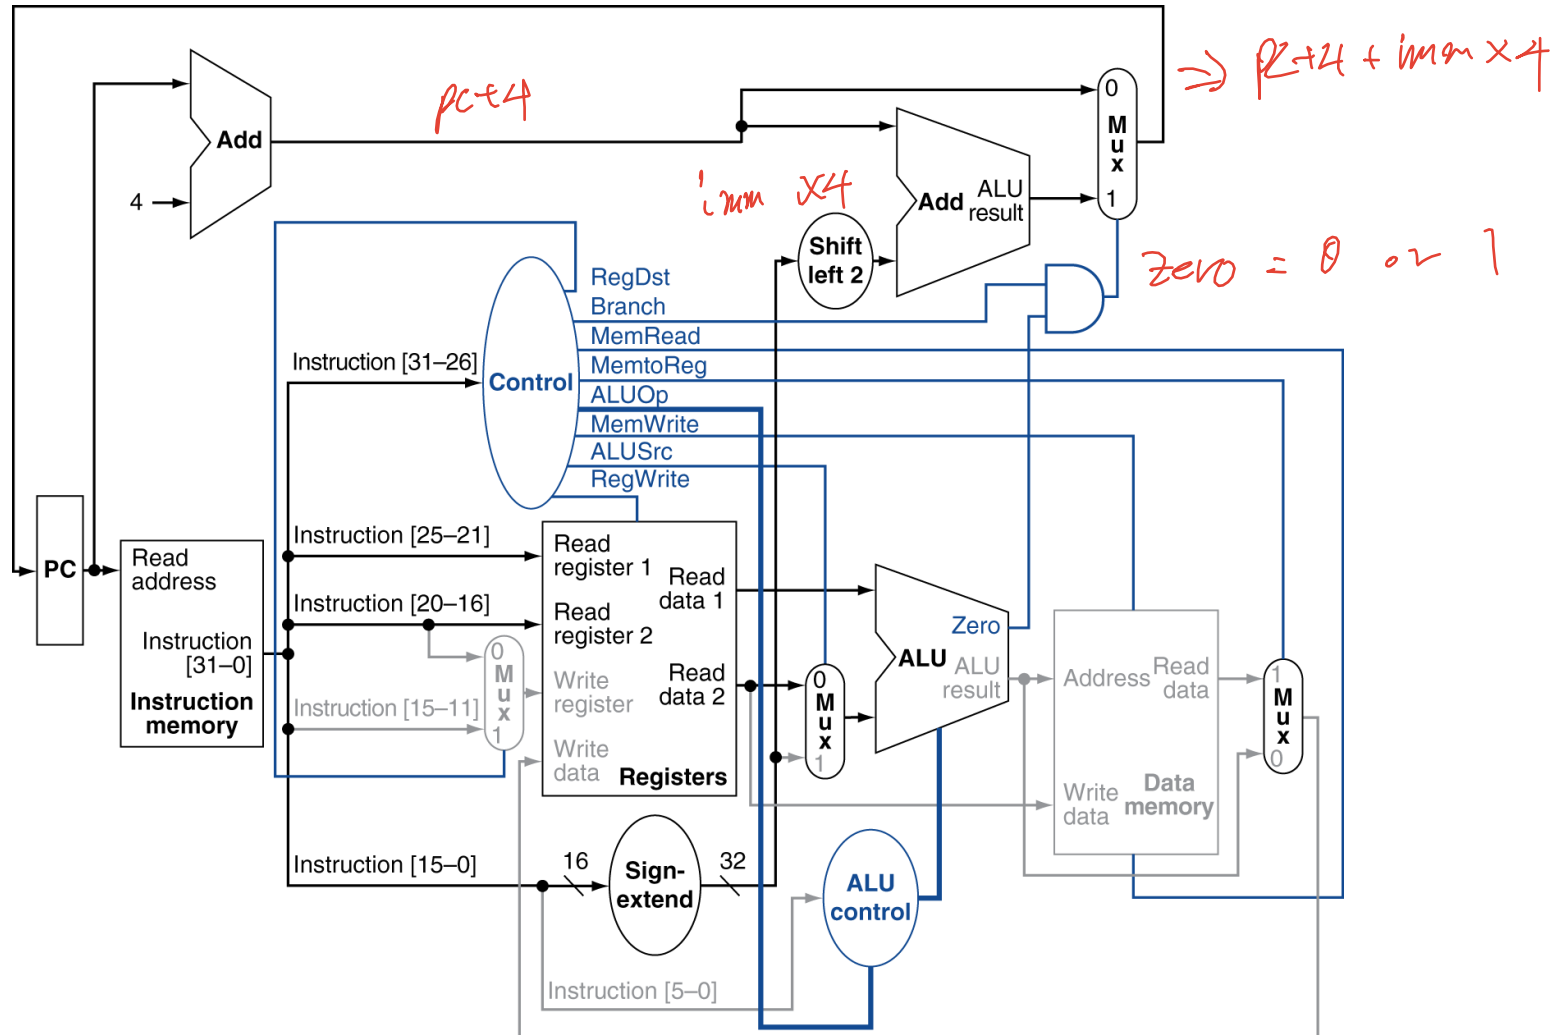 0
⇒ PC+4 + imm x 4
pc+4
M
u
x
Add
imm x4
ALU
Add
result
1
4
Shift
left 2
zero = 0 or 1
RegDst
Branch
MemRead
Instruction [31–26]
MemtoReg
Control
ALUOp
MemWrite
ALUSrc
RegWrite
Instruction [25–21]
Read
register 1
PC
Read
address
Read
data 1
Instruction [20–16]
Read
register 2
Zero
Instruction
[31–0]
0
M
u
x
1
ALU
ALU
result
Address
Read
data
1
M
u
x
0
Write
register
Read
data 2
0
M
u
x
1
Instruction
memory
Instruction [15–11]
Write
data
Registers
Write
data
Data
memory
Instruction [15–0]
16
Sign-
extend
32
ALU
control
Instruction [5–0]